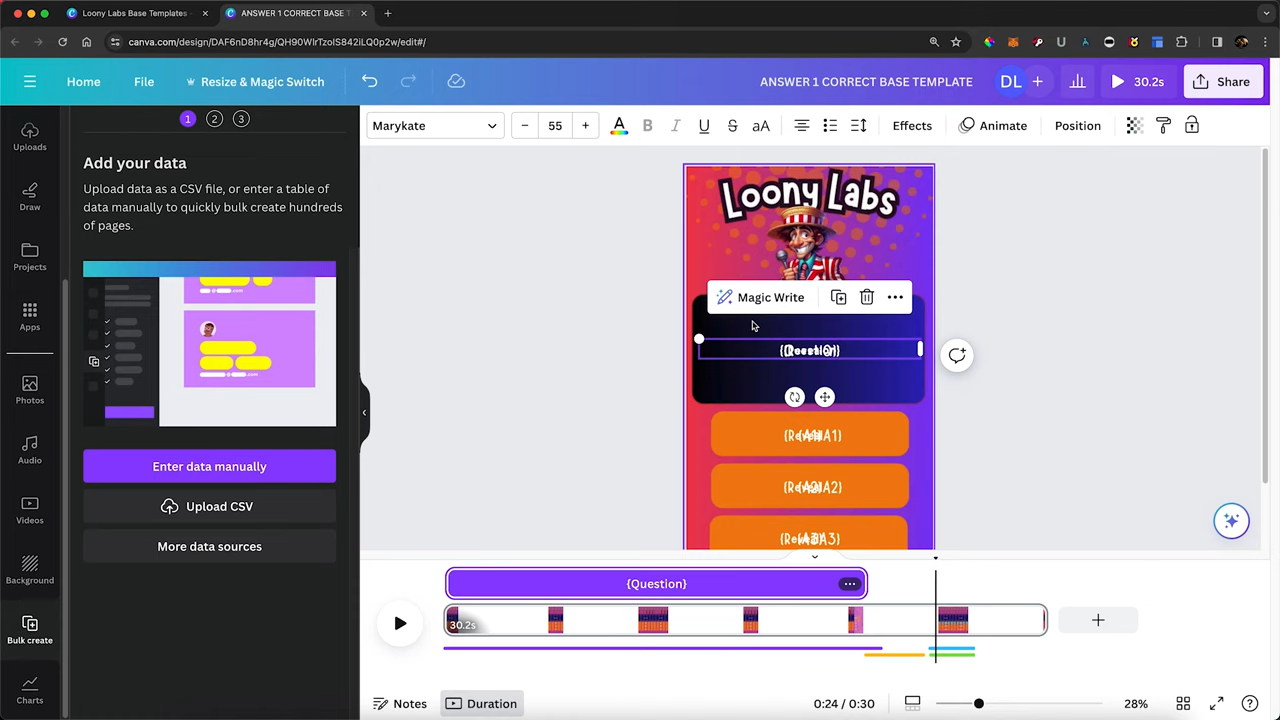 Loony Labs Base Templates -
ANSWER 1 CORRECT BASE T
canva.com/design/DAF6nD8hr4g/QH90WIrTzoIS842iLQ0p2w/edit#/
Home
File
Resize & Magic Switch
ANSWER 1 CORRECT BASE TEMPLATE
DL
30.2s
Share
Uploads
Draw
Projects
Apps
Photos
Audio
Videos
Background
Bulk create
Charts
1 2 3
Add your data
Upload data as a CSV file, or enter a table of
data manually to quickly bulk create hundreds
of pages.
Enter data manually
Upload CSV
More data sources
Marykate
55
A
B
I
U
S
aA
Effects
Animate
Position
Loony Labs
Magic Write
{Question}
30.2s
Notes
Duration
0:24 / 0:30
28%